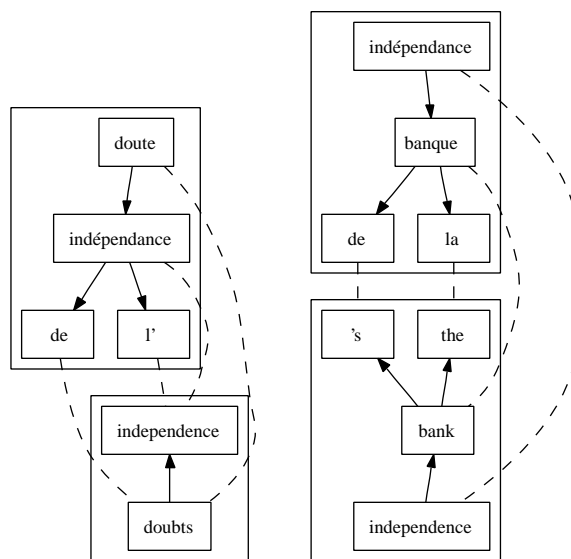 doute
indépendance
de l'
independence
doubts
indépendance
banque
de la
's the
bank
independence